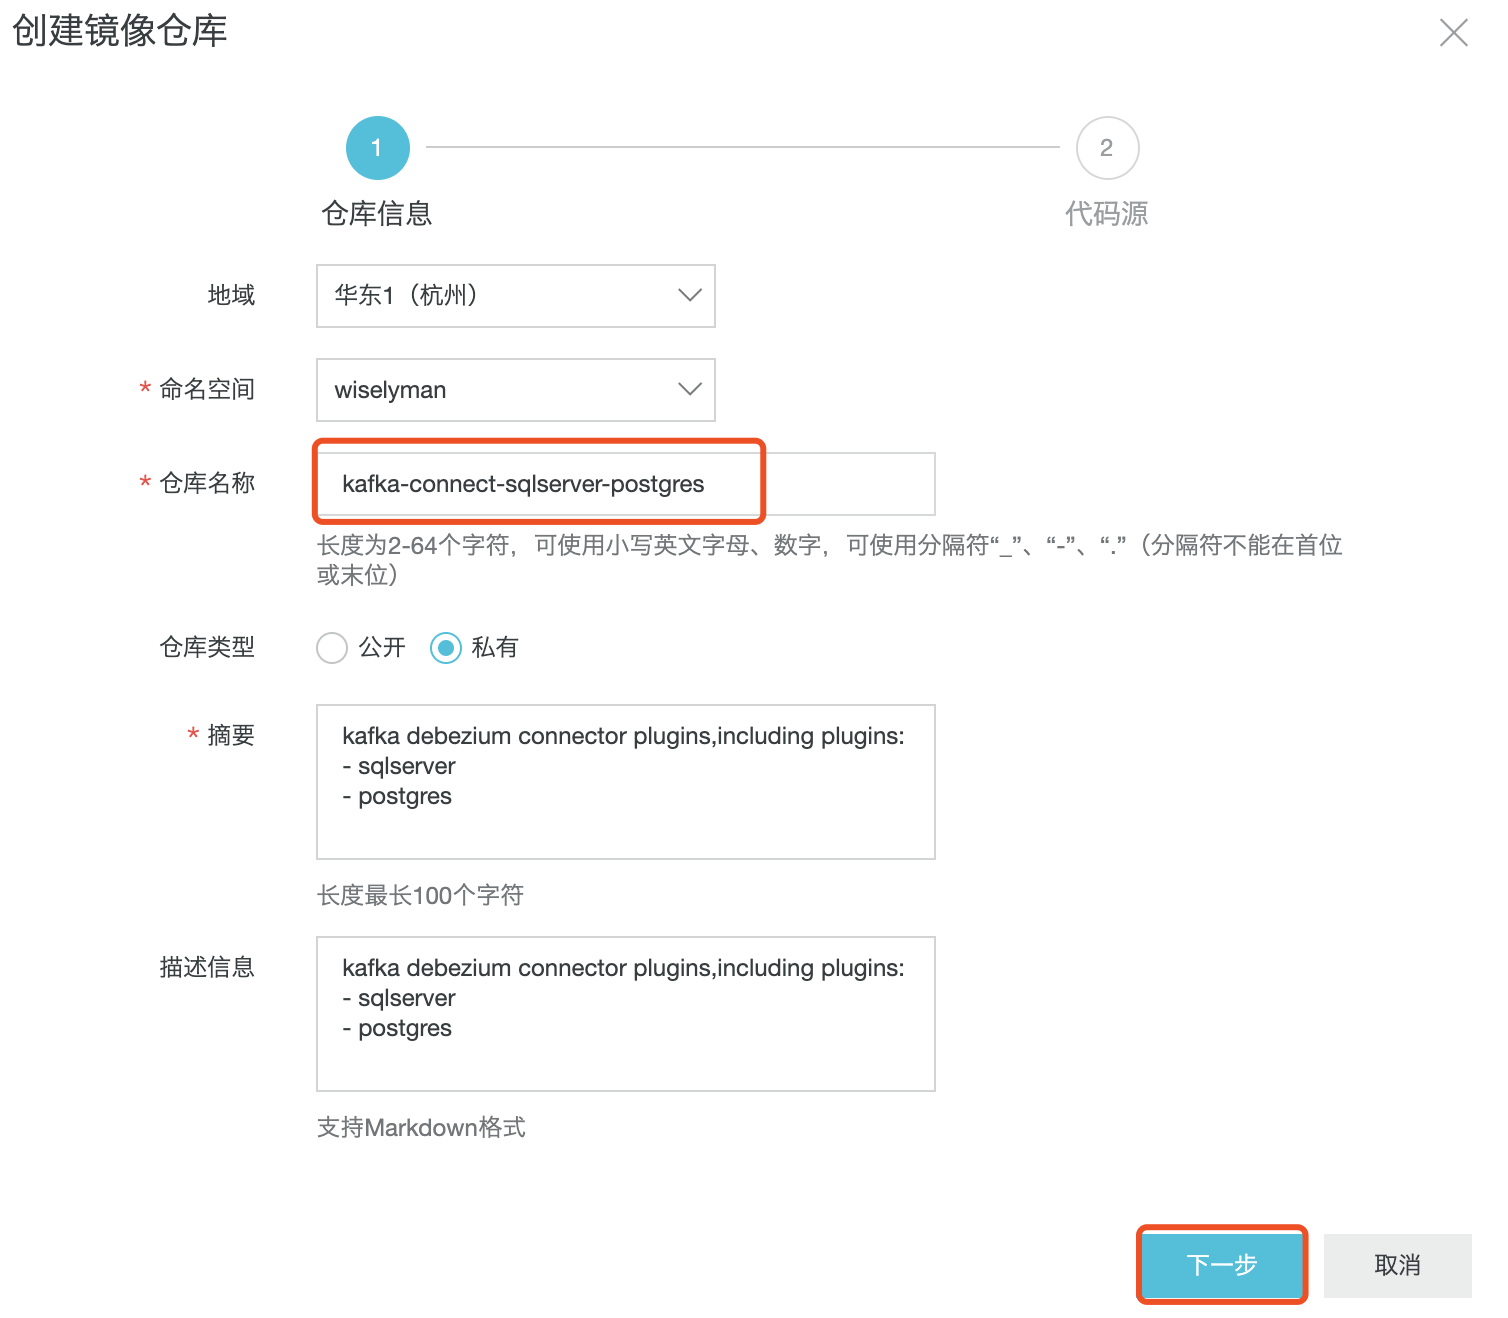 创建镜像仓库
1
2
仓库信息
代码源
地域
华东1（杭州）
* 命名空间
wiselyman
* 仓库名称
kafka-connect-sqlserver-postgres
长度为2-64个字符，可使用小写英文字母、数字，可使用分隔符“_”、“-”、“.”（分隔符不能在首位
或末位）
仓库类型
公开
私有
* 摘要
kafka debezium connector plugins,including plugins:
- sqlserver
- postgres
长度最长100个字符
描述信息
kafka debezium connector plugins,including plugins:
- sqlserver
- postgres
支持Markdown格式
下一步
取消